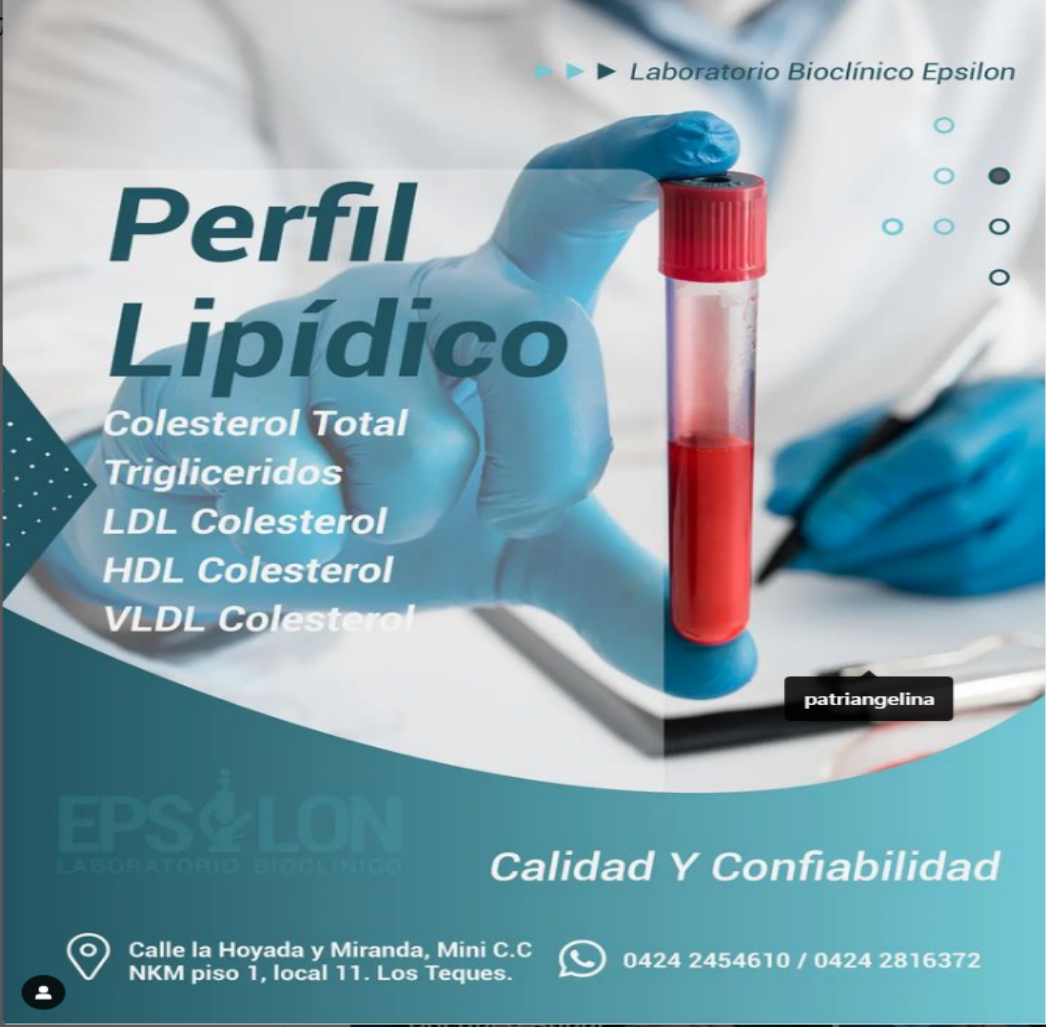 Laboratorio Bioclínico Epsilon
Perfil
Lipídico
Colesterol Total
Trigliceridos
LDL Colesterol
HDL Colesterol
VLDL Colesterol
patriangelina
EPSILON
LABORATORIO BIOCLINICO
Calidad Y Confiabilidad
Calle la Hoyada y Miranda, Mini C.C
NKM piso 1, local 11. Los Teques.
0424 2454610 / 0424 2816372